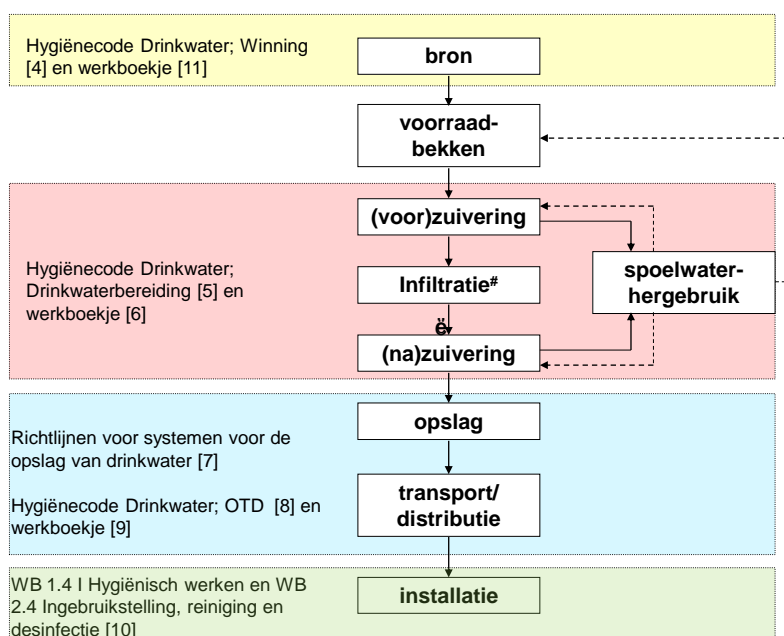 Hygiënecode Drinkwater; Winning
[4] en werkboekje [11]
bron
voorraad-
bekken
(voor)zuivering
Hygiënecode Drinkwater;
Drinkwaterbereiding [5] en
werkboekje [6]
Infiltratie#
spoelwater-
hergebruik
ë
(na)zuivering
opslag
Richtlijnen voor systemen voor de
opslag van drinkwater [7]
transport/
distributie
Hygiënecode Drinkwater; OTD [8] en
werkboekje [9]
WB 1.4 I Hygiënisch werken en WB
2.4 Ingebruikstelling, reiniging en
desinfectie [10]
installatie